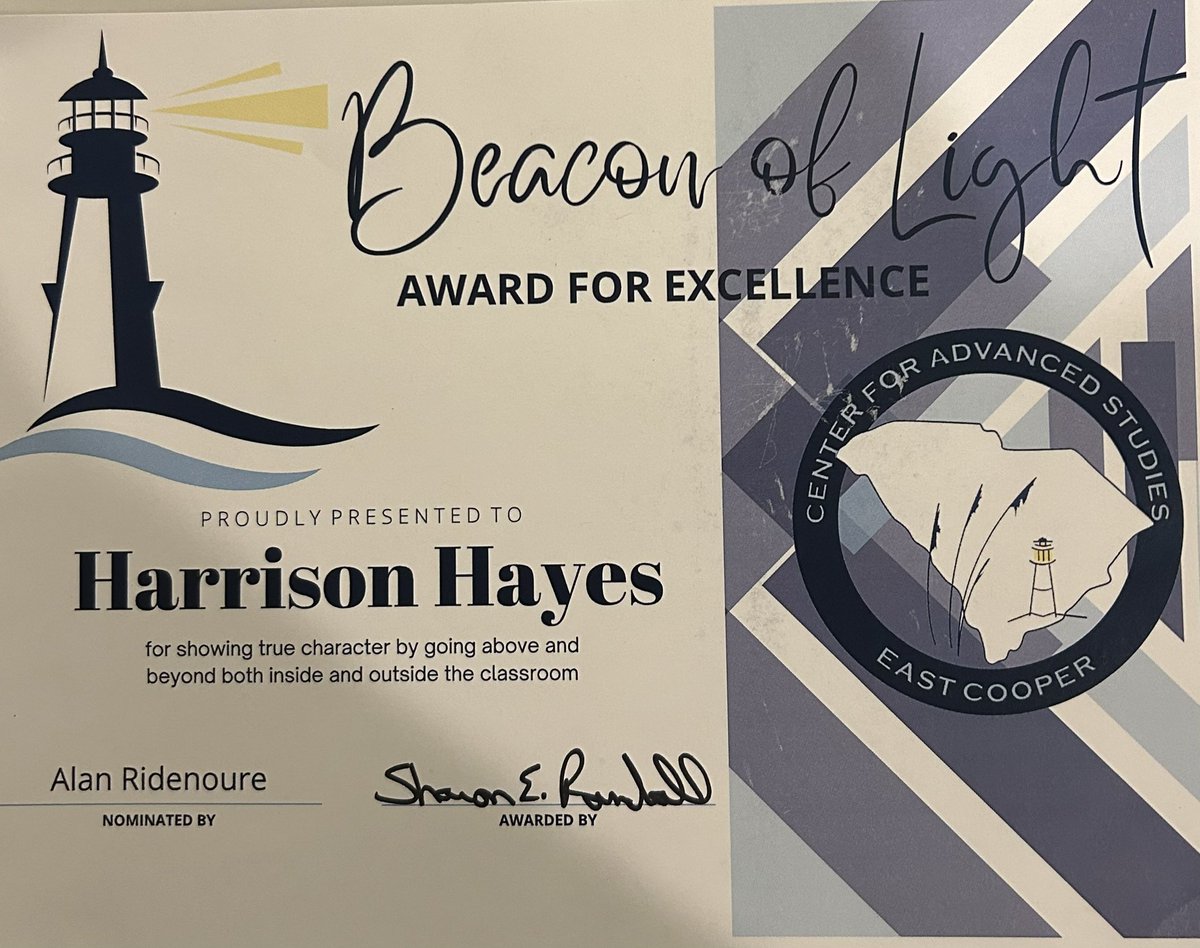 Beacon of Light
AWARD FOR EXCELLENCE
CENTER FOR ADVANCED STUDIES
EAST COOPER
PROUDLY PRESENTED TO
Harrison Hayes
for showing true character by going above and
beyond both inside and outside the classroom
Alan Ridenoure
NOMINATED BY
Sharon E. Randall
AWARDED BY